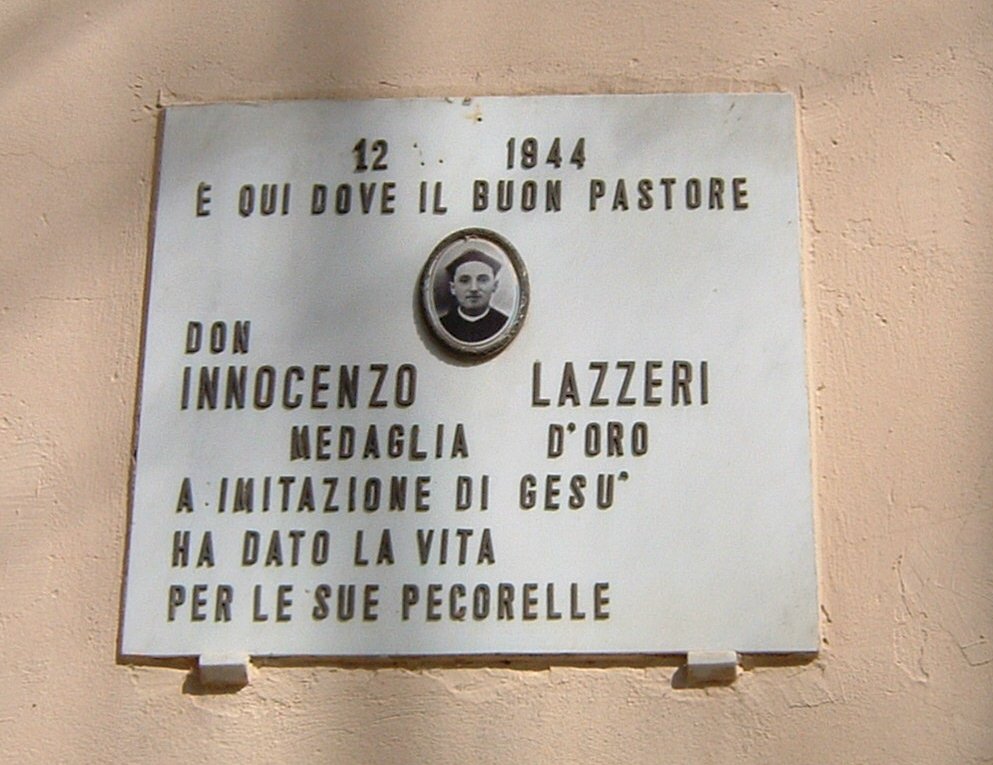 12 1944
È QUI DOVE IL BUON PASTORE
DON
INNOCENZO LAZZERI
MEDAGLIA D'ORO
A IMITAZIONE DI GESU'
HA DATO LA VITA
PER LE SUE PECORELLE